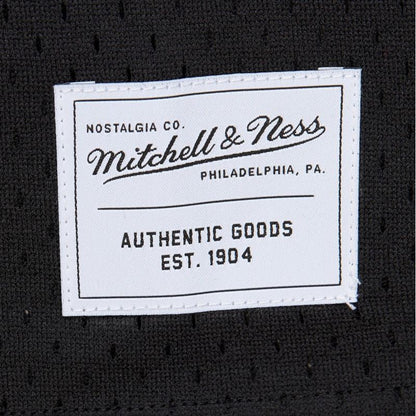 NOSTALGIA CO.
Mitchell & Ness
PHILADELPHIA, PA.
AUTHENTIC GOODS
EST. 1904